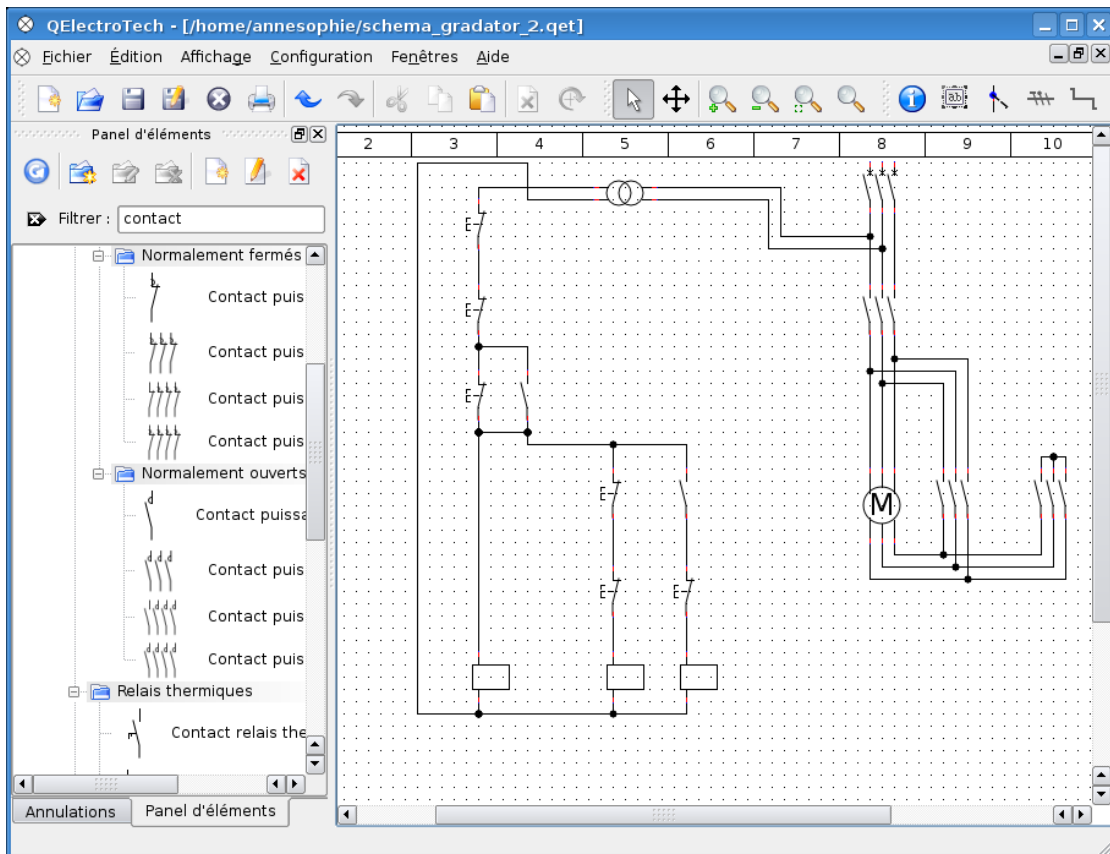 QElectroTech - [/home/annesophie/schema_gradator_2.qet]
Fichier Édition Affichage Configuration Fenêtres Aide
Panel d'éléments
Filtrer : contact
Normalement fermés
Contact puis
Contact puis
Contact puis
Contact puis
Normalement ouverts
Contact puissa
Contact puis
Contact puis
Contact puis
Relais thermiques
Contact relais the
Annulations Panel d'éléments
2 3 4 5 6 7 8 9 10
M